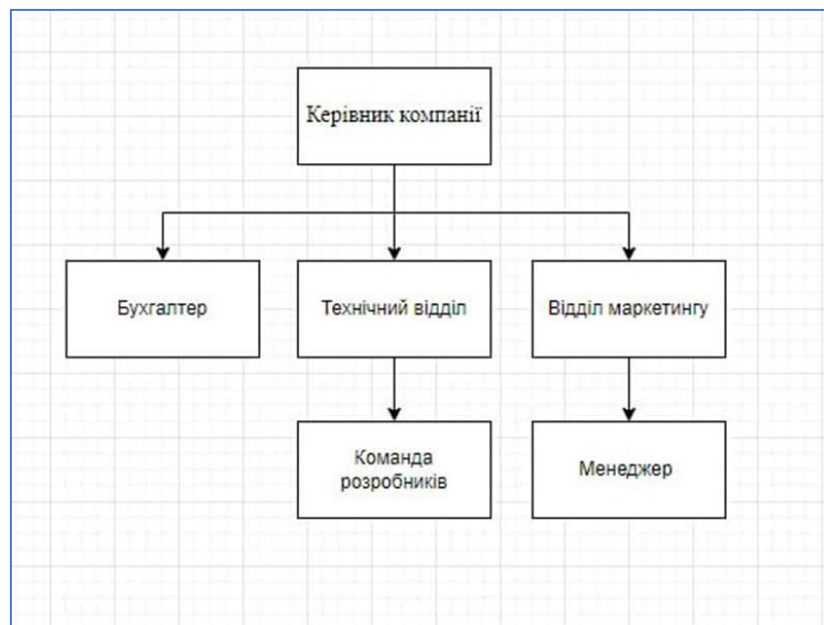 Керівник компанії
Бухгалтер
Технічний відділ
Відділ маркетингу
Команда
розробників
Менеджер